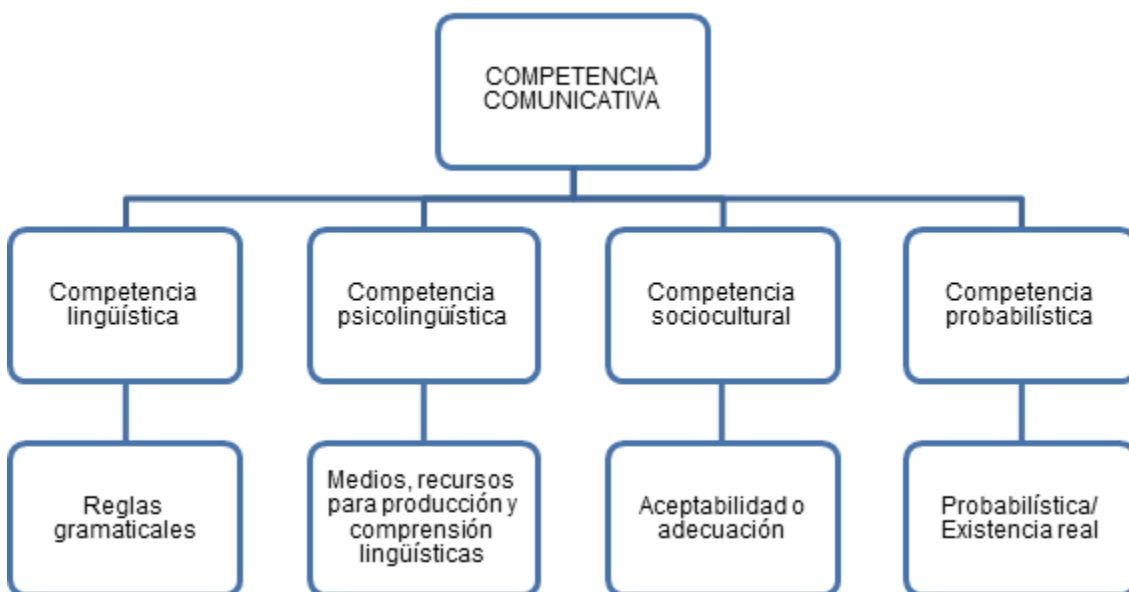 COMPETENCIA
COMUNICATIVA
Competencia
lingüística
Competencia
psicolingüística
Competencia
sociocultural
Competencia
probabilística
Reglas
gramaticales
Medios, recursos
para producción y
comprensión
lingüísticas
Aceptabilidad o
adecuación
Probabilística/
Existencia real